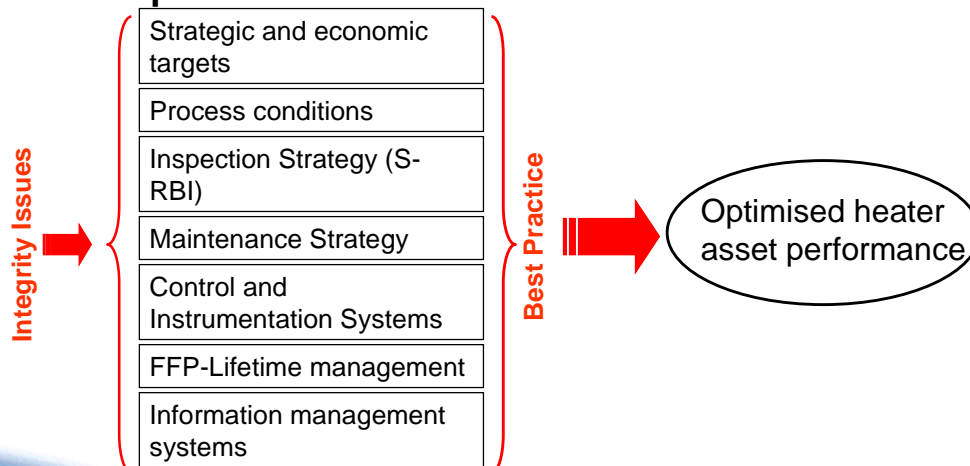 Strategic and economic
targets
Process conditions
Inspection Strategy (S-
RBI)
Maintenance Strategy
Control and
Instrumentation Systems
FFP-Lifetime management
Information management
systems
Integrity Issues
Best Practice
Optimised heater
asset performance